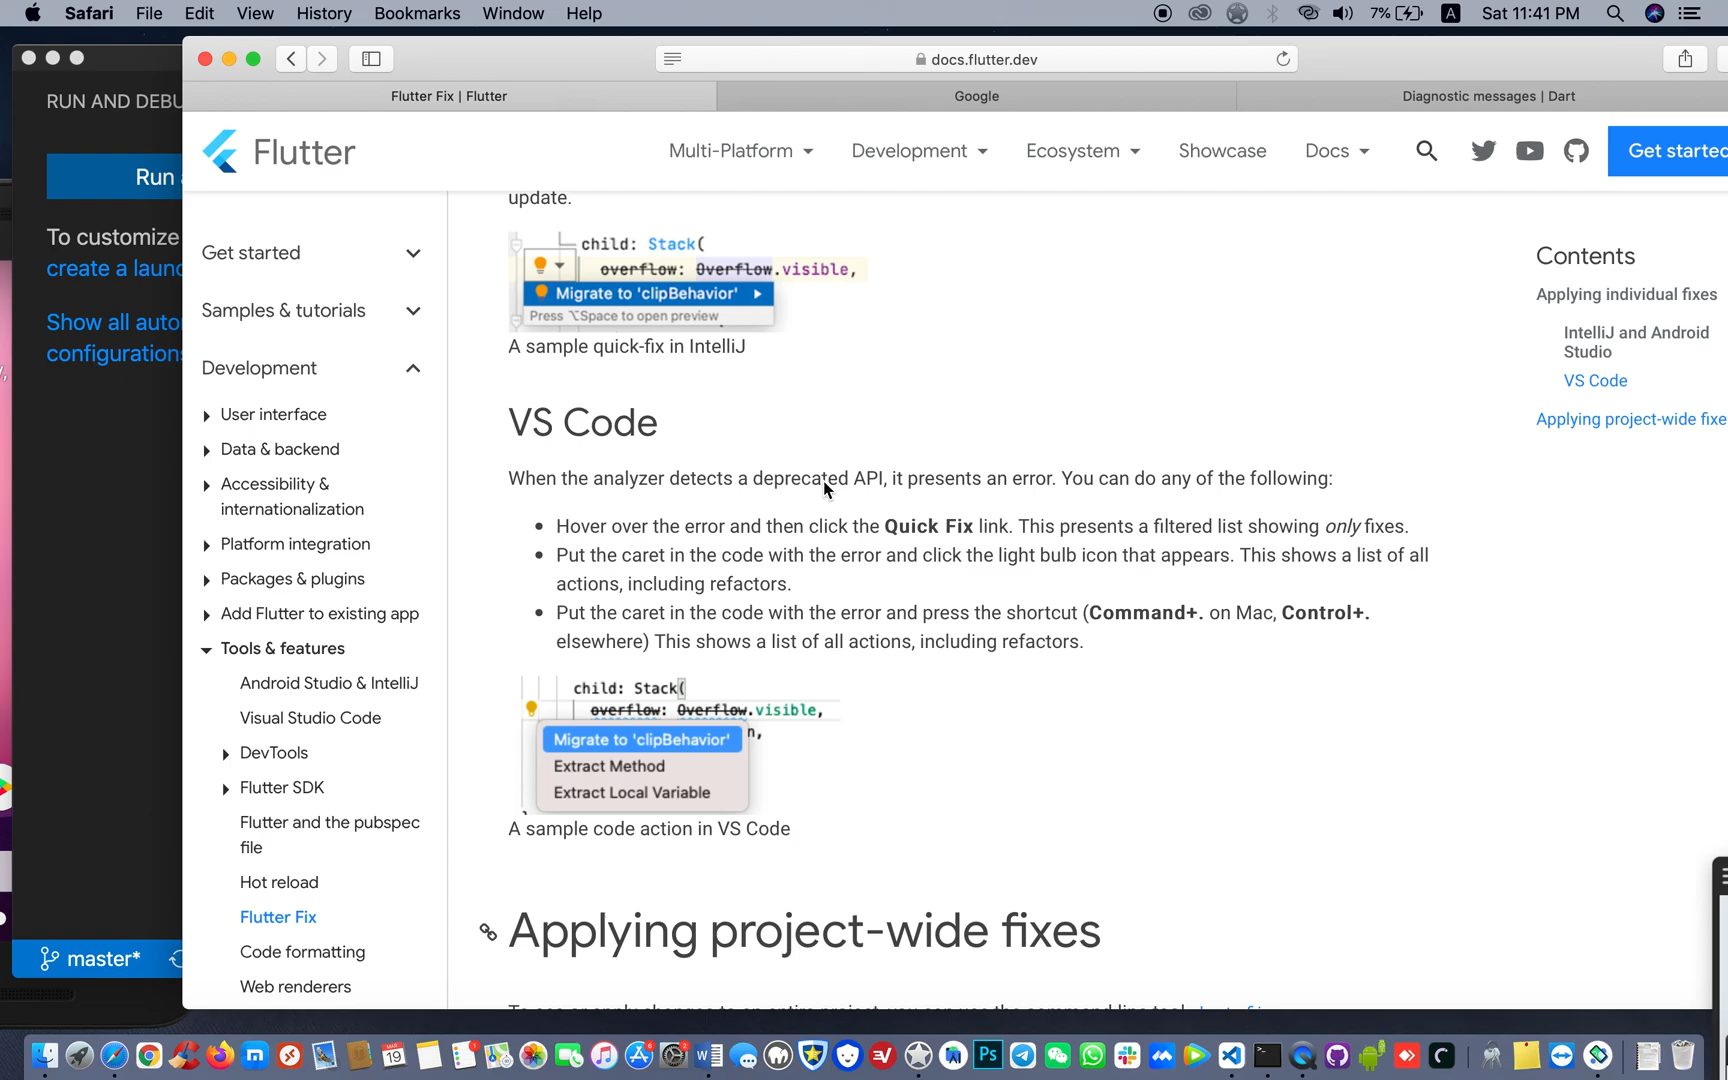 Safari File Edit View History Bookmarks Window Help 7% A Sat 11:41 PM
docs.flutter.dev
Flutter Fix | Flutter Google Diagnostic messages | Dart
RUN AND DEBU
Run
To customize
create a laun
Show all auto
configurations
master*
Flutter Multi-Platform Development Ecosystem Showcase Docs Get started
Get started
Samples & tutorials
Development
User interface
Data & backend
Accessibility &
internationalization
Platform integration
Packages & plugins
Add Flutter to existing app
Tools & features
Android Studio & IntelliJ
Visual Studio Code
DevTools
Flutter SDK
Flutter and the pubspec
file
Hot reload
Flutter Fix
Code formatting
Web renderers
update.
child: Stack(
overflow: Overflow.visible,
Migrate to 'clipBehavior'
Press ⌥Space to open preview
A sample quick-fix in IntelliJ
VS Code
When the analyzer detects a deprecated API, it presents an error. You can do any of the following:
• Hover over the error and then click the Quick Fix link. This presents a filtered list showing only fixes.
• Put the caret in the code with the error and click the light bulb icon that appears. This shows a list of all
actions, including refactors.
• Put the caret in the code with the error and press the shortcut (Command+. on Mac, Control+.
elsewhere) This shows a list of all actions, including refactors.
child: Stack(
overflow: Overflow.visible,
n,
Migrate to 'clipBehavior'
Extract Method
Extract Local Variable
A sample code action in VS Code
Applying project-wide fixes
Contents
Applying individual fixes
IntelliJ and Android
Studio
VS Code
Applying project-wide fixe
MAR
19
Ps